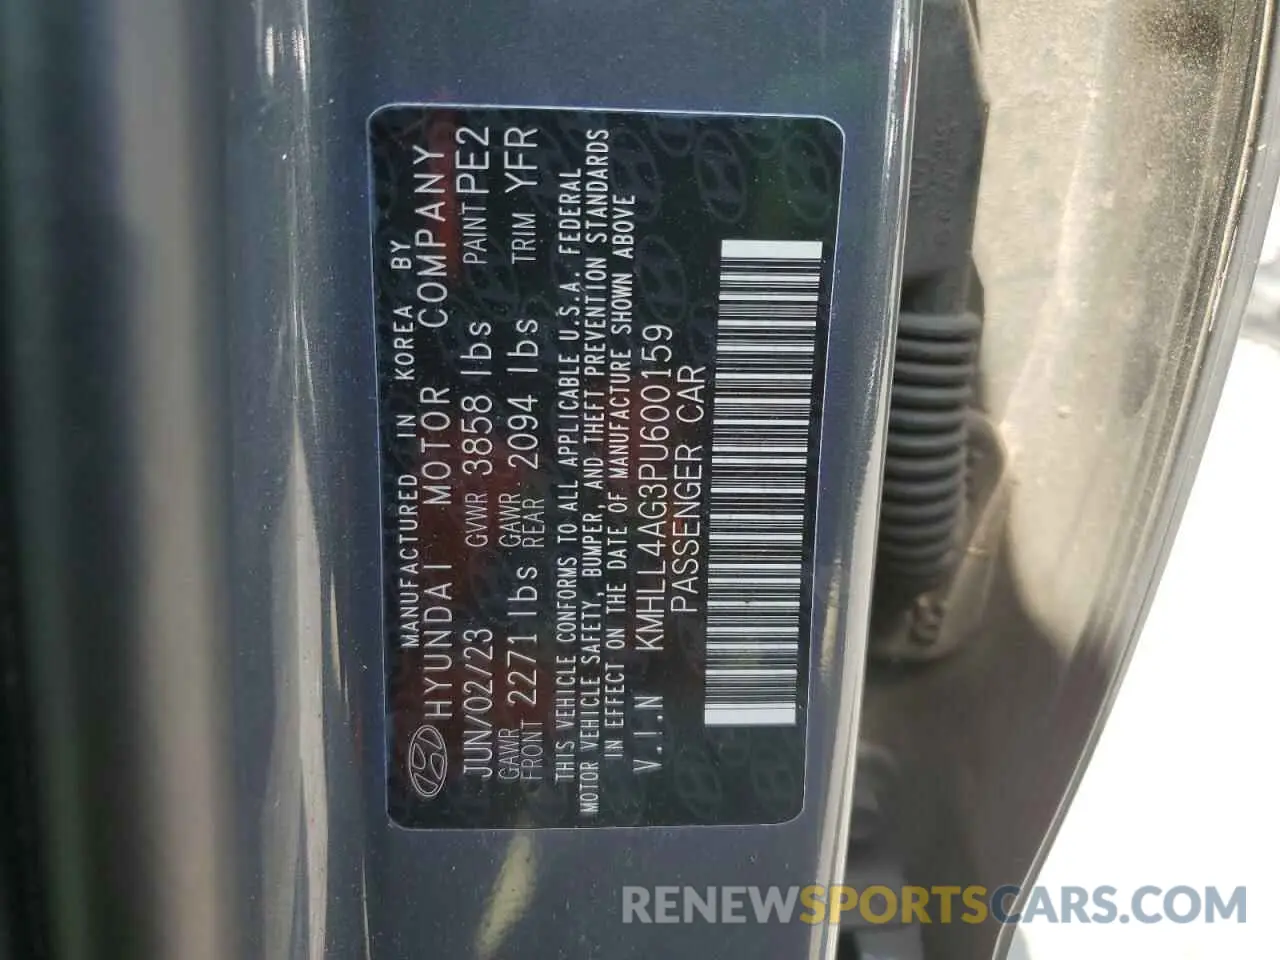 MANUFACTURED IN KOREA BY
HYUNDAI MOTOR COMPANY
JUN/02/23 GVWR 3858 lbs PAINT PE2
GAWR FRONT 2271 lbs GAWR REAR 2094 lbs TRIM YFR
THIS VEHICLE CONFORMS TO ALL APPLICABLE U.S.A. FEDERAL
MOTOR VEHICLE SAFETY, BUMPER, AND THEFT PREVENTION STANDARDS
IN EFFECT ON THE DATE OF MANUFACTURE SHOWN ABOVE
V.I.N KMHLL4AG3PU600159
PASSENGER CAR
RENEWSPORTSCARS.COM